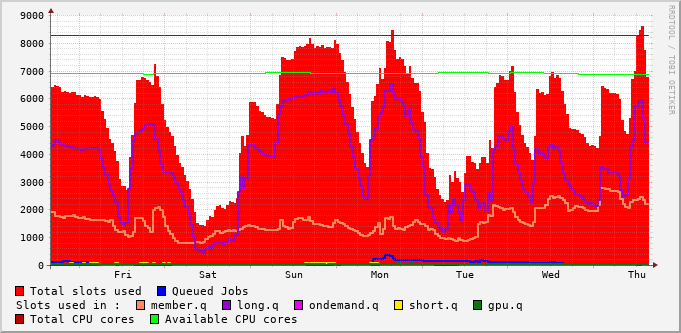 9000
8000
7000
6000
5000
4000
3000
2000
1000
0
Fri Sat Sun Mon Tue Wed Thu
RRDTOOL / TOBI OETIKER
Total slots used Queued Jobs
Slots used in : member.q long.q ondemand.q short.q gpu.q
Total CPU cores Available CPU cores